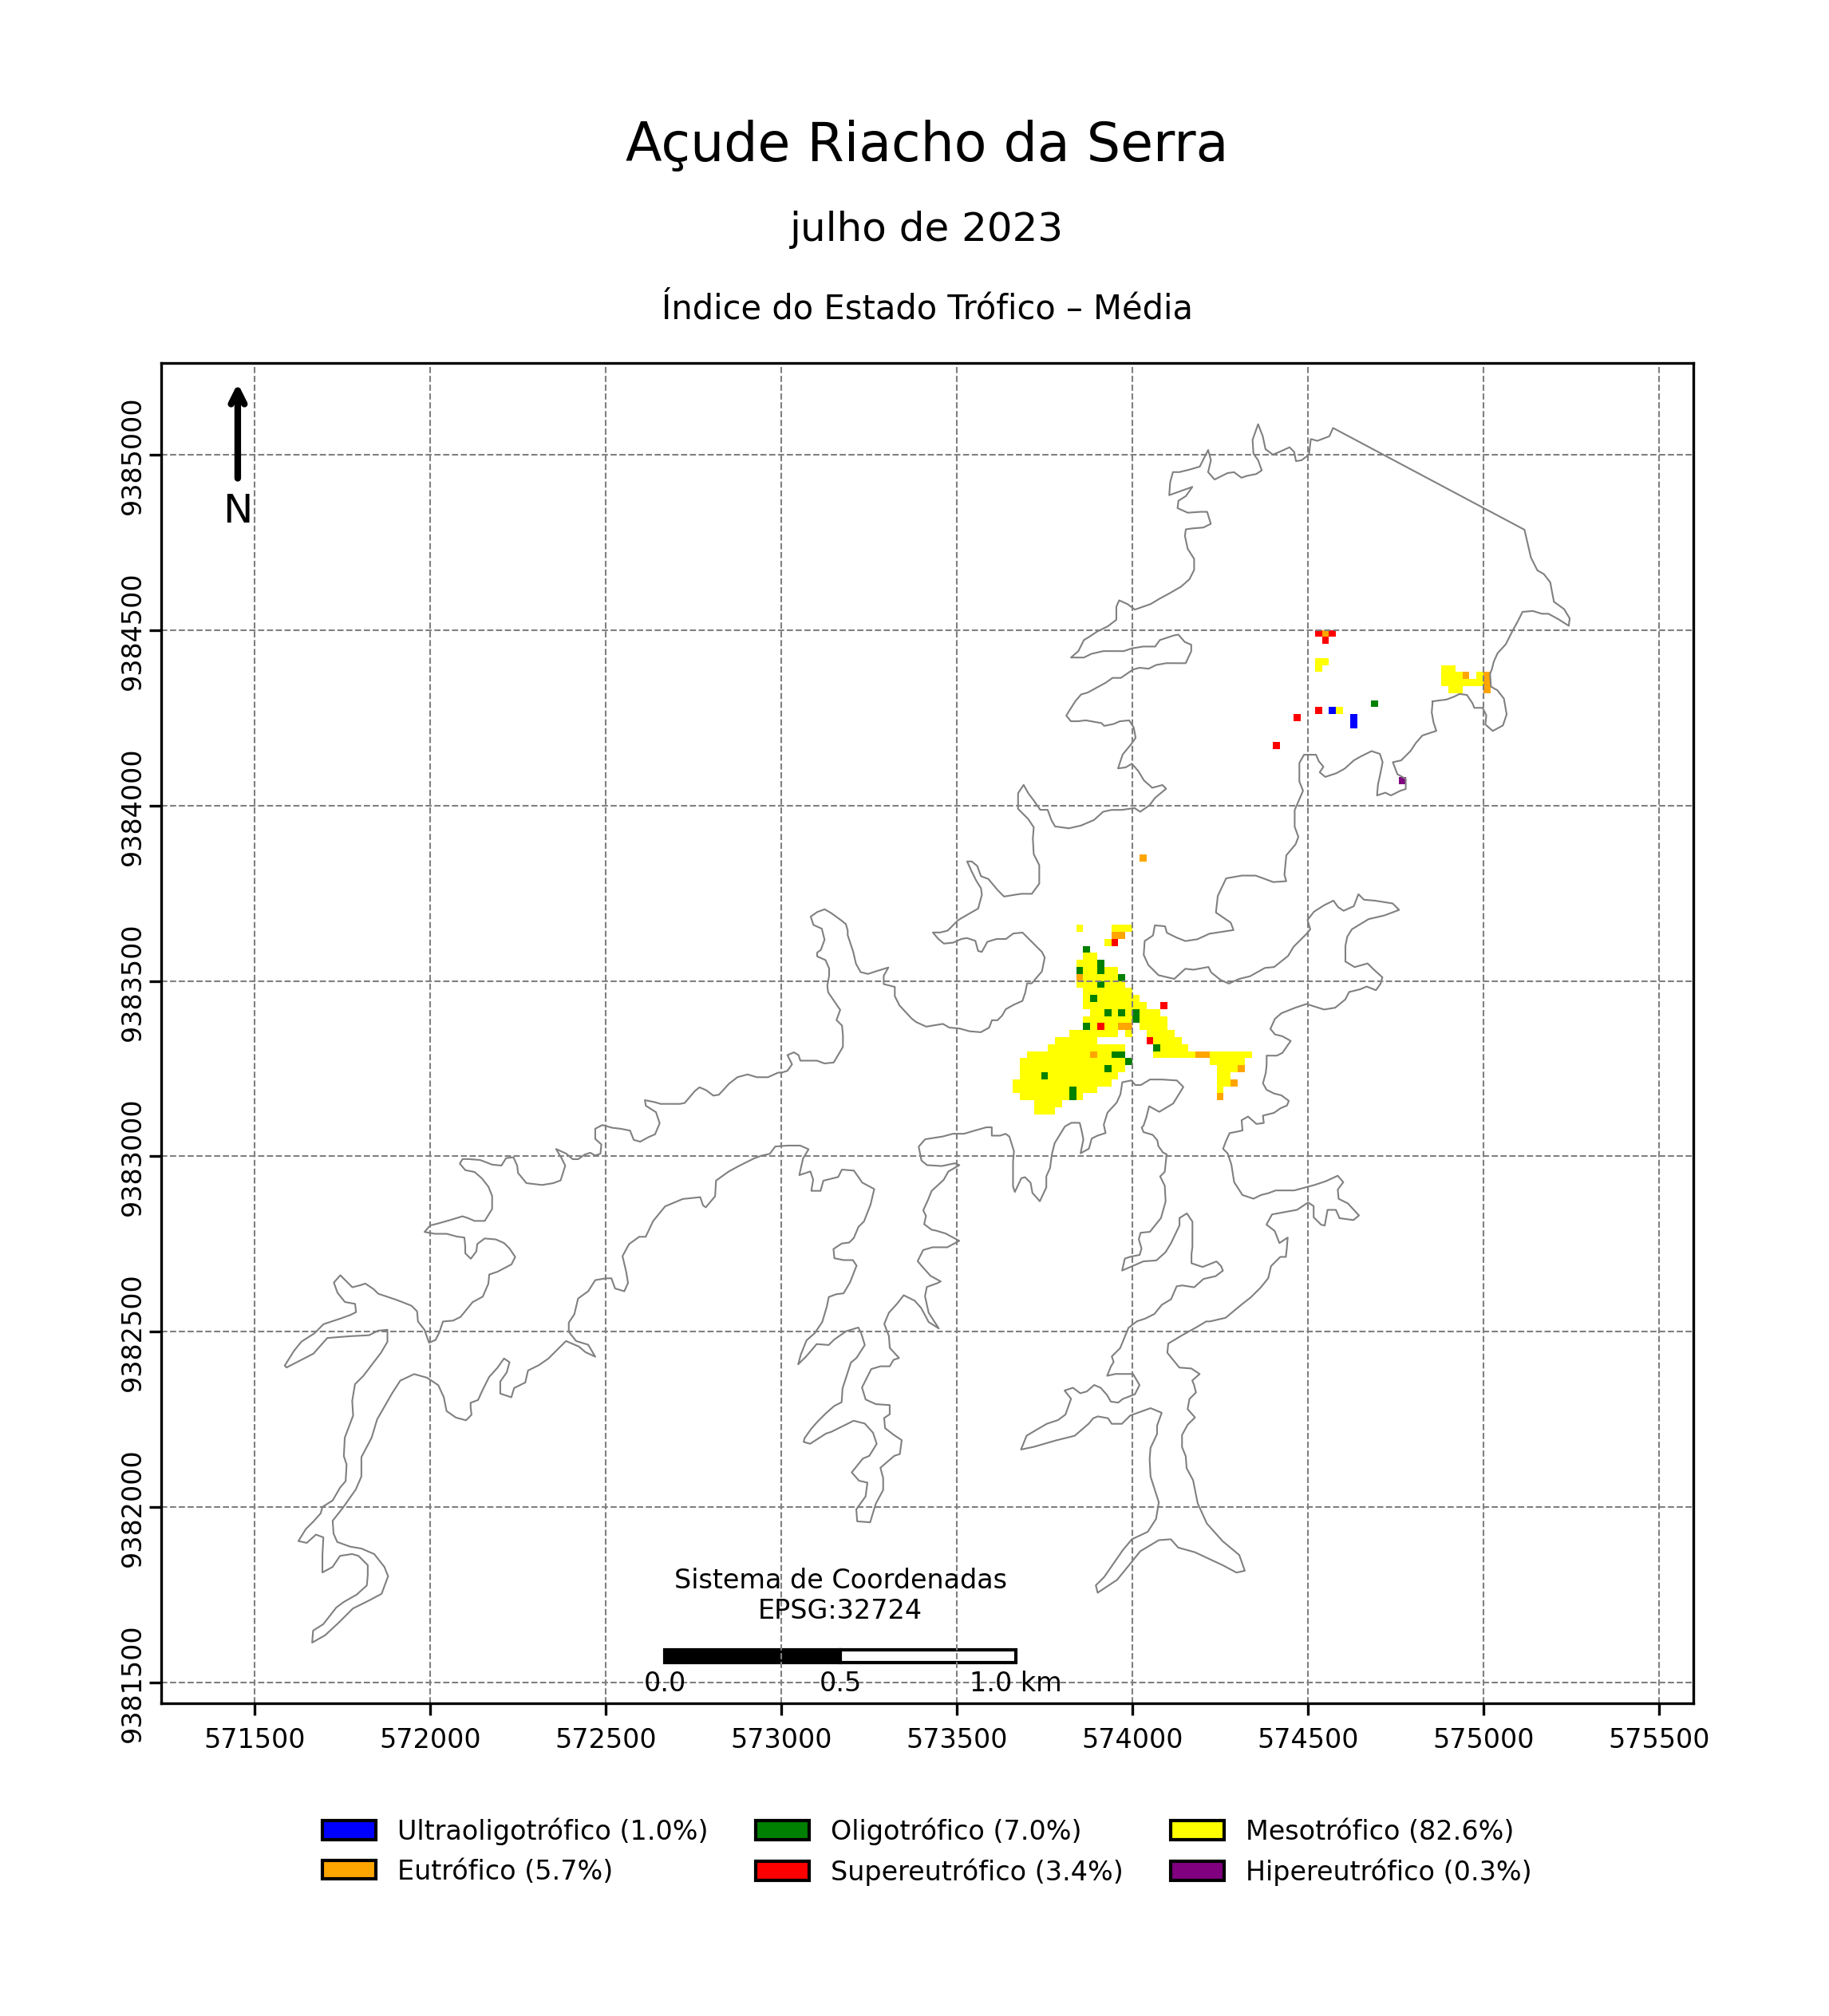 Açude Riacho da Serra
julho de 2023
Índice do Estado Trófico – Média
N
9385000
9384500
9384000
9383500
9383000
9382500
9382000
9381500
Sistema de Coordenadas
EPSG:32724
0.0 0.5 1.0 km
571500 572000 572500 573000 573500 574000 574500 575000 575500
Ultraoligotrófico (1.0%) Oligotrófico (7.0%) Mesotrófico (82.6%)
Eutrófico (5.7%) Supereutrófico (3.4%) Hipereutrófico (0.3%)